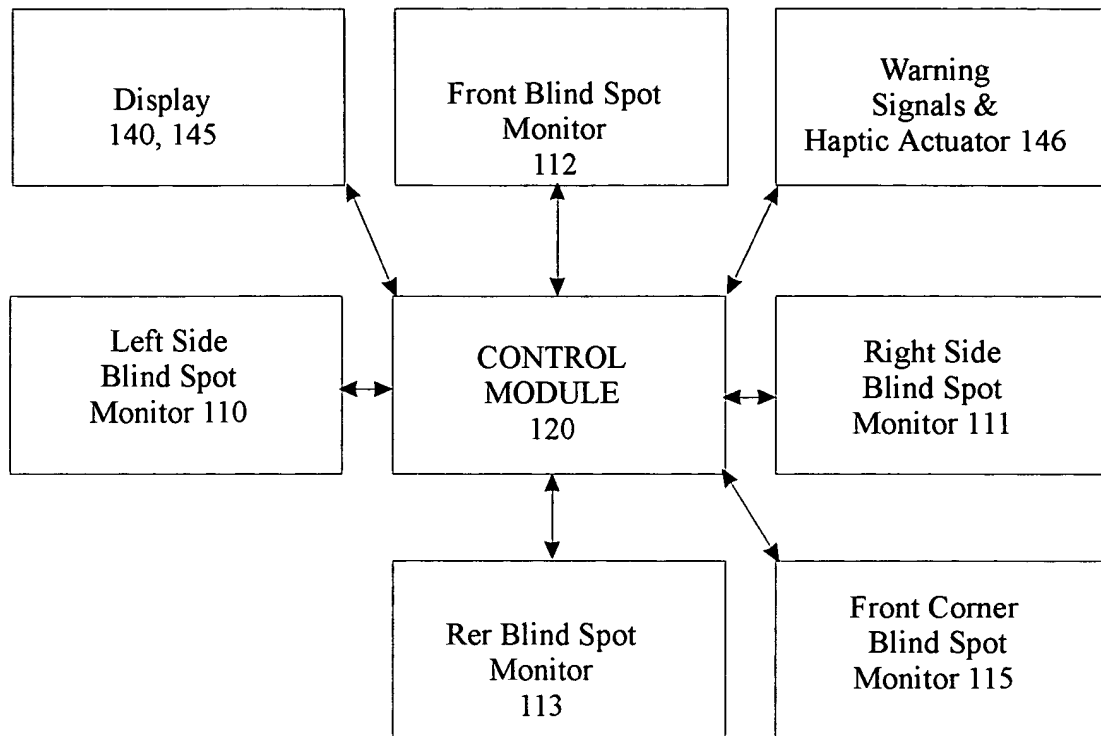 Display
140, 145
Front Blind Spot
Monitor
112
Warning
Signals &
Haptic Actuator 146
Left Side
Blind Spot
Monitor 110
CONTROL
MODULE
120
Right Side
Blind Spot
Monitor 111
Rer Blind Spot
Monitor
113
Front Corner
Blind Spot
Monitor 115